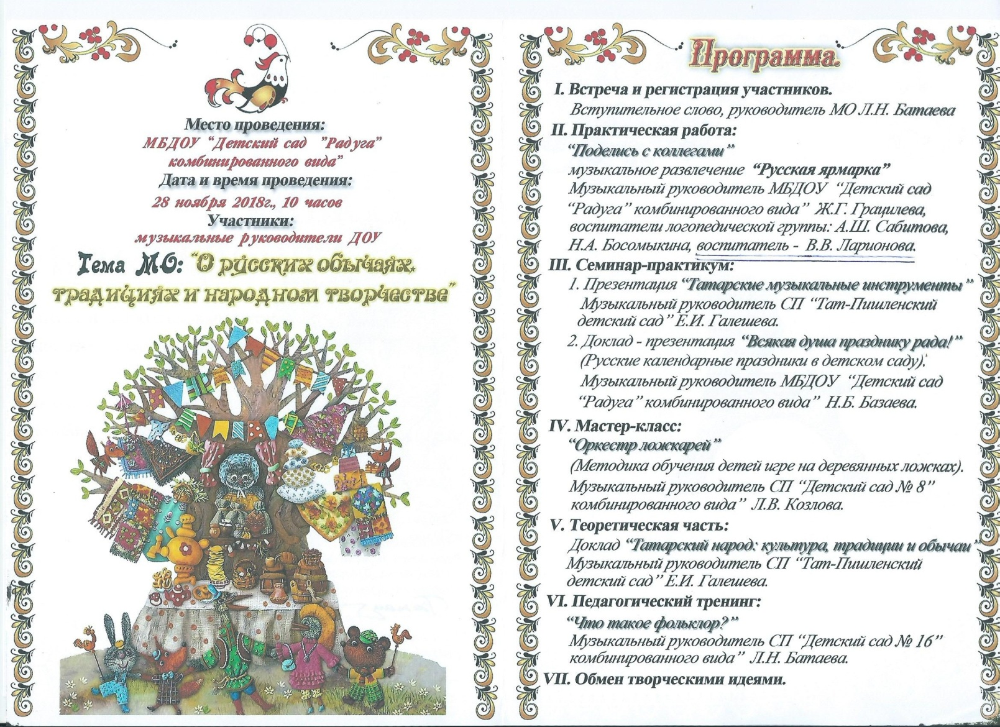 Место проведения:
МБДОУ “Детский сад ”Радуга”
комбинированного вида”
Дата и время проведения:
28 ноября 2018г., 10 часов
Участники:
музыкальные руководители ДОУ
Тема МО: “О русских обычаях,
традициях и народном творчестве”
Программа.
I. Встреча и регистрация участников.
Вступительное слово, руководитель МО Л.Н. Батаева
II. Практическая работа:
“Поделись с коллегами”
музыкальное развлечение “Русская ярмарка”
Музыкальный руководитель МБДОУ “Детский сад
“Радуга” комбинированного вида” Ж.Г. Грацилева,
воспитатели логопедической группы: А.Ш. Сабитова,
Н.А. Босомыкина, воспитатель - В.В. Ларионова.
III. Семинар-практикум:
1. Презентация “Татарские музыкальные инструменты”
Музыкальный руководитель СП “Тат-Пишленский
детский сад” Е.И. Галешева.
2. Доклад - презентация “Всякая душа празднику рада!”
(Русские календарные праздники в детском саду).
Музыкальный руководитель МБДОУ “Детский сад
“Радуга” комбинированного вида” Н.Б. Базаева.
IV. Мастер-класс:
“Оркестр ложкарей”
(Методика обучения детей игре на деревянных ложках).
Музыкальный руководитель СП “Детский сад № 8”
комбинированного вида” Л.В. Козлова.
V. Теоретическая часть:
Доклад “Татарский народ: культура, традиции и обычаи”
Музыкальный руководитель СП “Тат-Пишленский
детский сад” Е.И. Галешева.
VI. Педагогический тренинг:
“Что такое фольклор?”
Музыкальный руководитель СП “Детский сад № 16”
комбинированного вида” Л.Н. Батаева.
VII. Обмен творческими идеями.